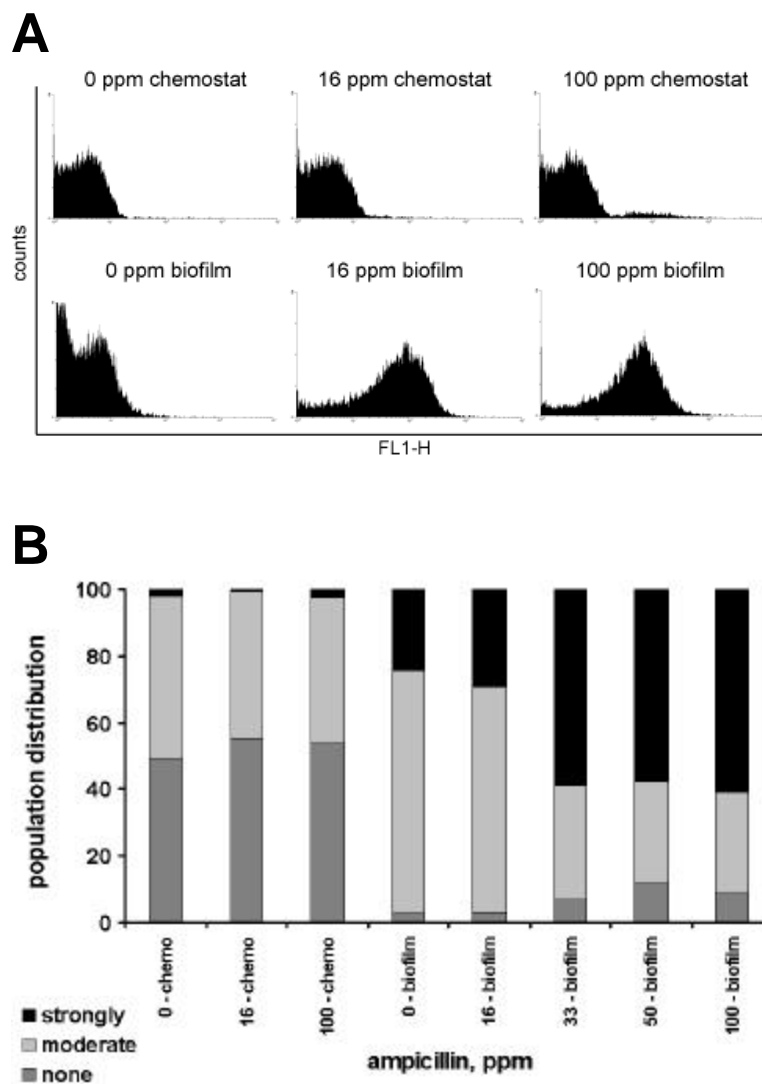 A
0 ppm chemostat 16 ppm chemostat 100 ppm chemostat
counts
0 ppm biofilm 16 ppm biofilm 100 ppm biofilm
FL1-H
B
population distribution
100
80
60
40
20
0
0 - chemo
16 - chemo
100 - chemo
0 - biofilm
16 - biofilm
33 - biofilm
50 - biofilm
100 - biofilm
strongly
moderate
none
ampicillin, ppm